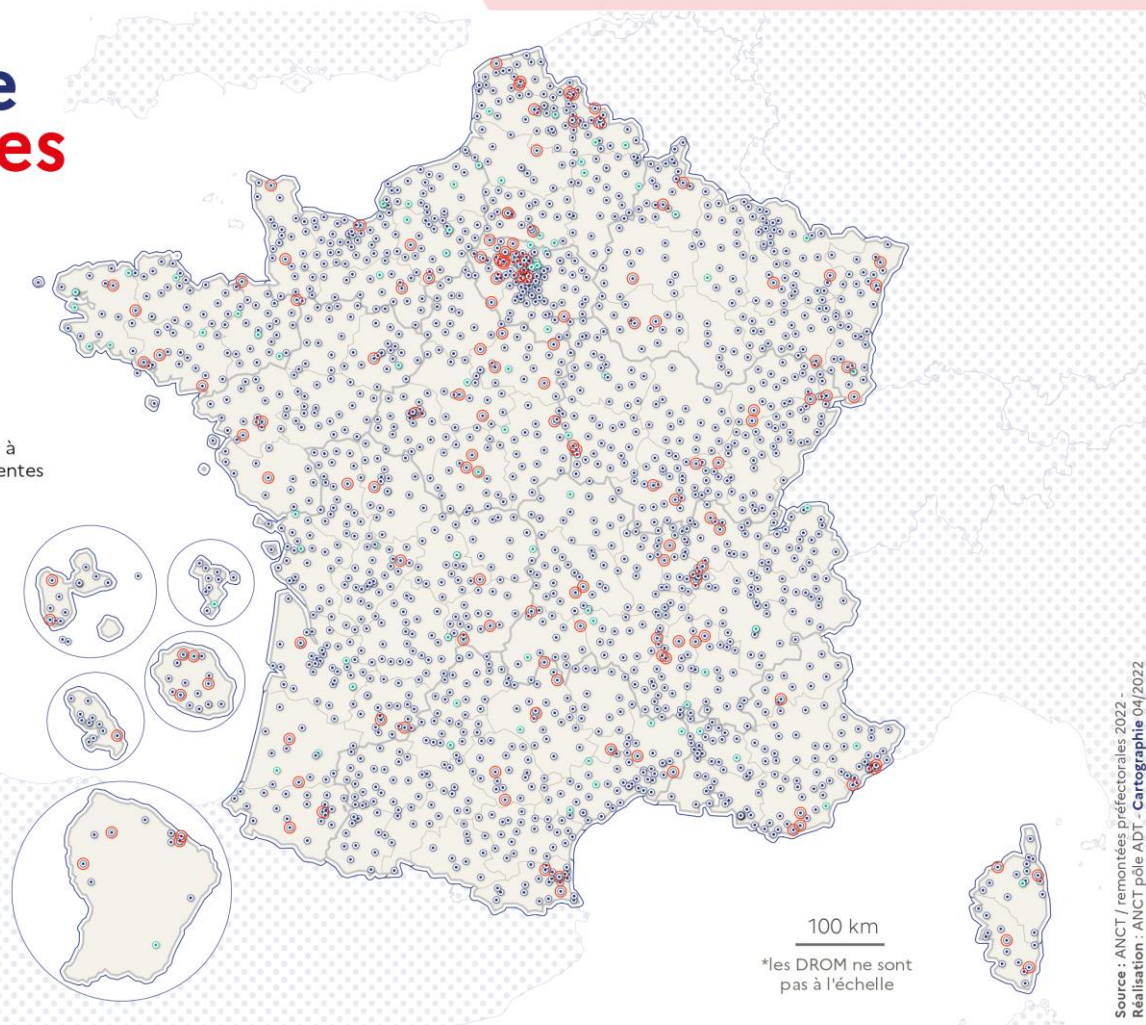 e
es
à
entes
100 km
*les DROM ne sont
pas à l'échelle
Source : ANCT / remontées préfectorales 2022 -
Réalisation : ANCT pôle ADT - Cartographie 04/2022